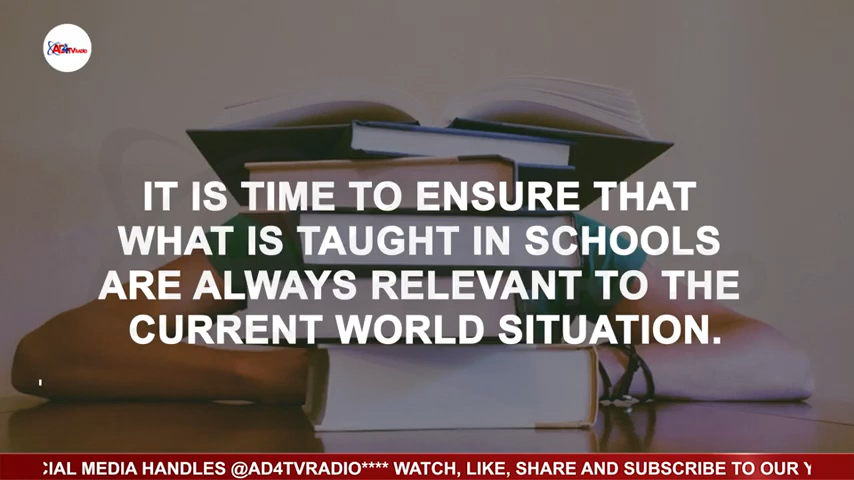 IT IS TIME TO ENSURE THAT
WHAT IS TAUGHT IN SCHOOLS
ARE ALWAYS RELEVANT TO THE
CURRENT WORLD SITUATION.
CIAL MEDIA HANDLES @AD4TVRADIO**** WATCH, LIKE, SHARE AND SUBSCRIBE TO OUR Y